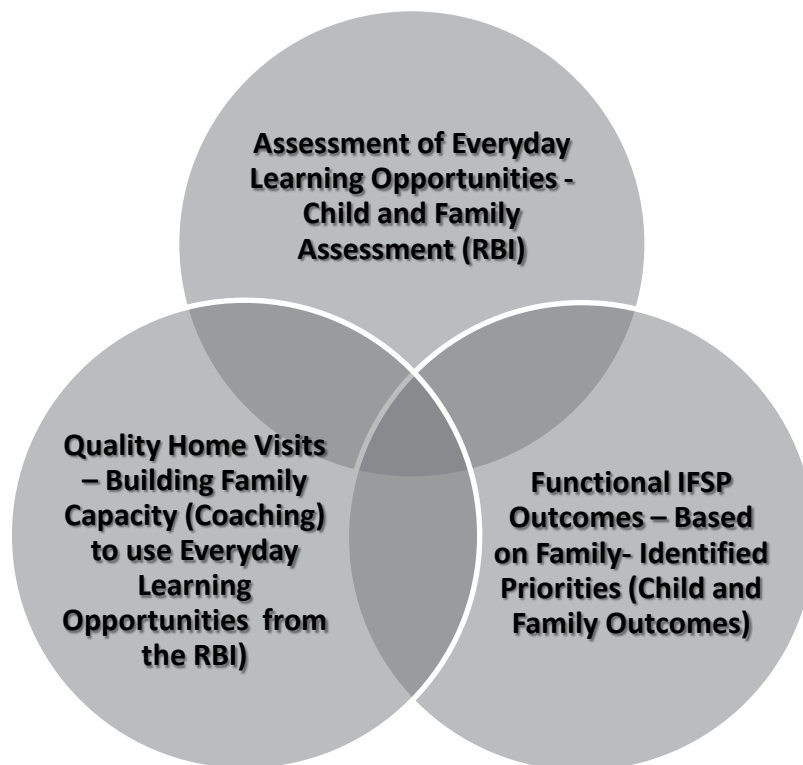 Assessment of Everyday
Learning Opportunities -
Child and Family
Assessment (RBI)
Quality Home Visits
– Building Family
Capacity (Coaching)
to use Everyday
Learning
Opportunities from
the RBI)
Functional IFSP
Outcomes – Based
on Family- Identified
Priorities (Child and
Family Outcomes)